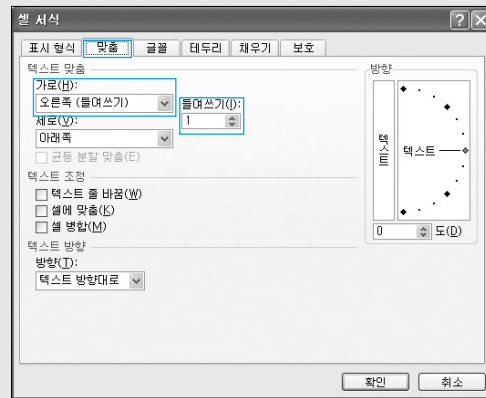 셀 서식
표시 형식 맞춤 글꼴 테두리 채우기 보호
텍스트 맞춤
가로(H):
오른쪽 (들여쓰기)
들여쓰기(I):
1
세로(V):
아래쪽
균등 분할 맞춤(E)
텍스트 조정
텍스트 줄 바꿈(W)
셀에 맞춤(K)
셀 병합(M)
텍스트 방향
방향(T):
텍스트 방향대로
방향
텍스트
텍스트
0 도(D)
확인 취소